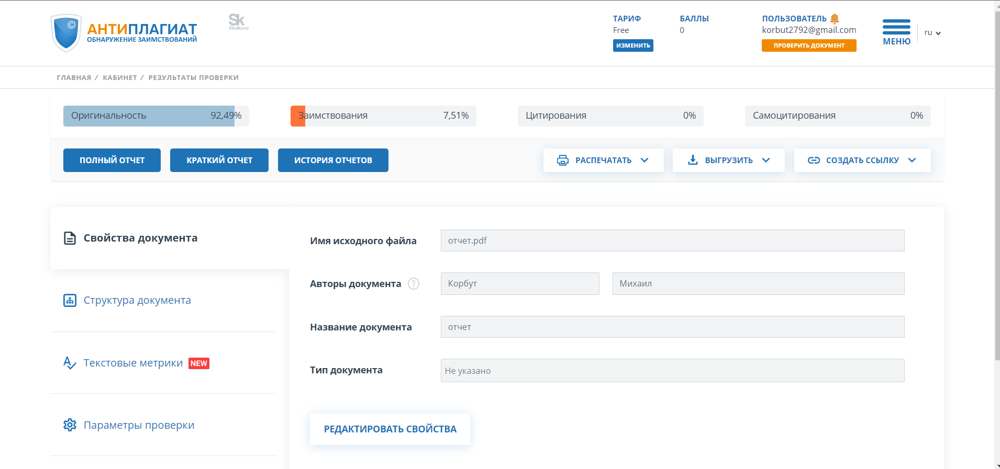 ©
АНТИПЛАГИАТ
ОБНАРУЖЕНИЕ ЗАИМСТВОВАНИЙ
Sk
Skolkovo
ТАРИФ
Free
ИЗМЕНИТЬ
БАЛЛЫ
0
ПОЛЬЗОВАТЕЛЬ
korbut2792@gmail.com
ПРОВЕРИТЬ ДОКУМЕНТ
МЕНЮ
ru
ГЛАВНАЯ / КАБИНЕТ / РЕЗУЛЬТАТЫ ПРОВЕРКИ
Оригинальность 92,49%
Заимствования 7,51%
Цитирования 0%
Самоцитирования 0%
ПОЛНЫЙ ОТЧЕТ
КРАТКИЙ ОТЧЕТ
ИСТОРИЯ ОТЧЕТОВ
РАСПЕЧАТАТЬ
ВЫГРУЗИТЬ
СОЗДАТЬ ССЫЛКУ
Свойства документа
Структура документа
Текстовые метрики NEW
Параметры проверки
Имя исходного файла
отчет.pdf
Авторы документа ?
Корбут
Михаил
Название документа
отчет
Тип документа
Не указано
РЕДАКТИРОВАТЬ СВОЙСТВА